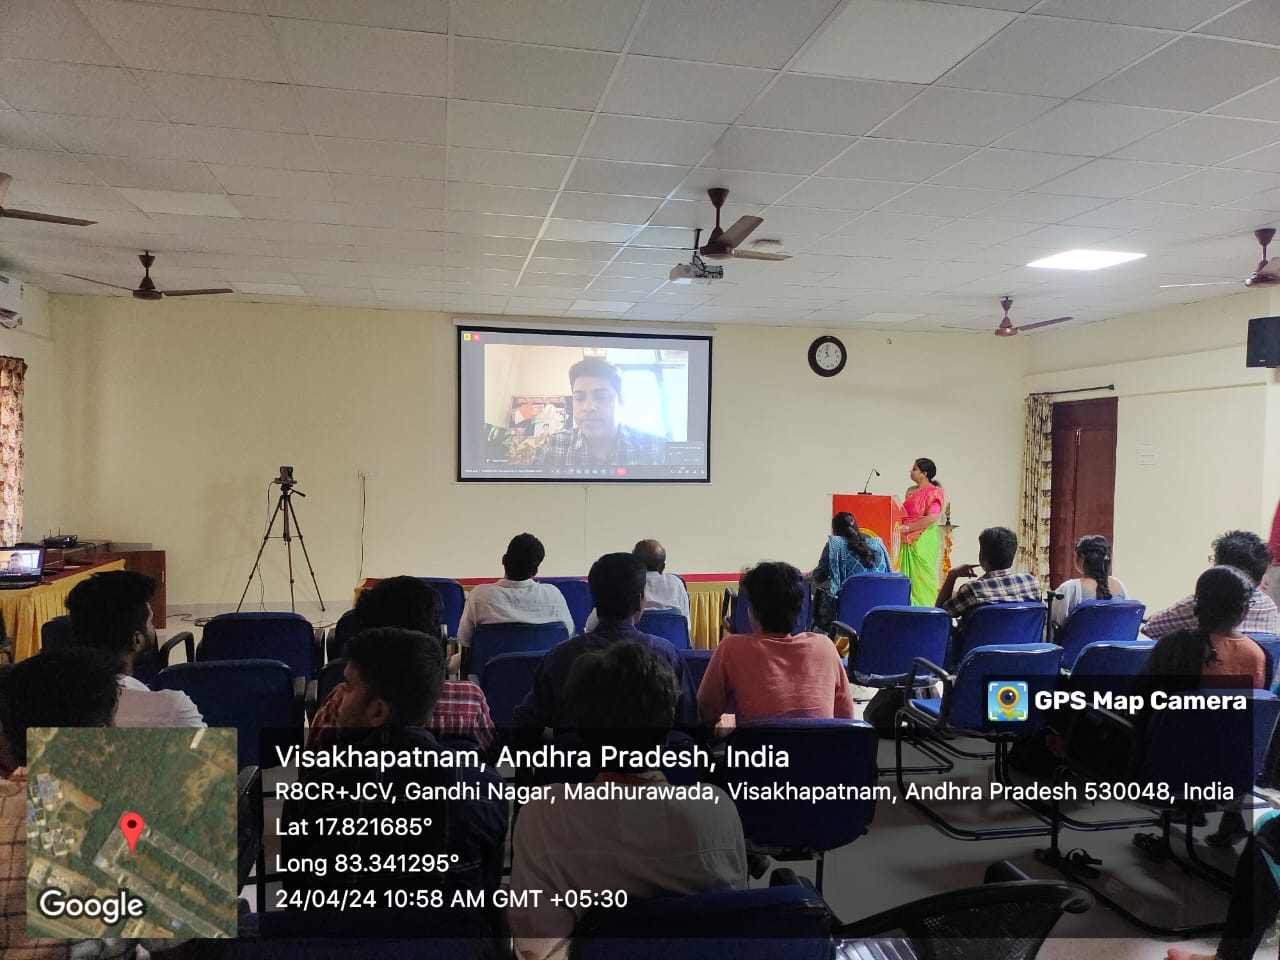 GPS Map Camera
Visakhapatnam, Andhra Pradesh, India
R8CR+JCV, Gandhi Nagar, Madhurawada, Visakhapatnam, Andhra Pradesh 530048, India
Lat 17.821685°
Long 83.341295°
24/04/24 10:58 AM GMT +05:30
Google